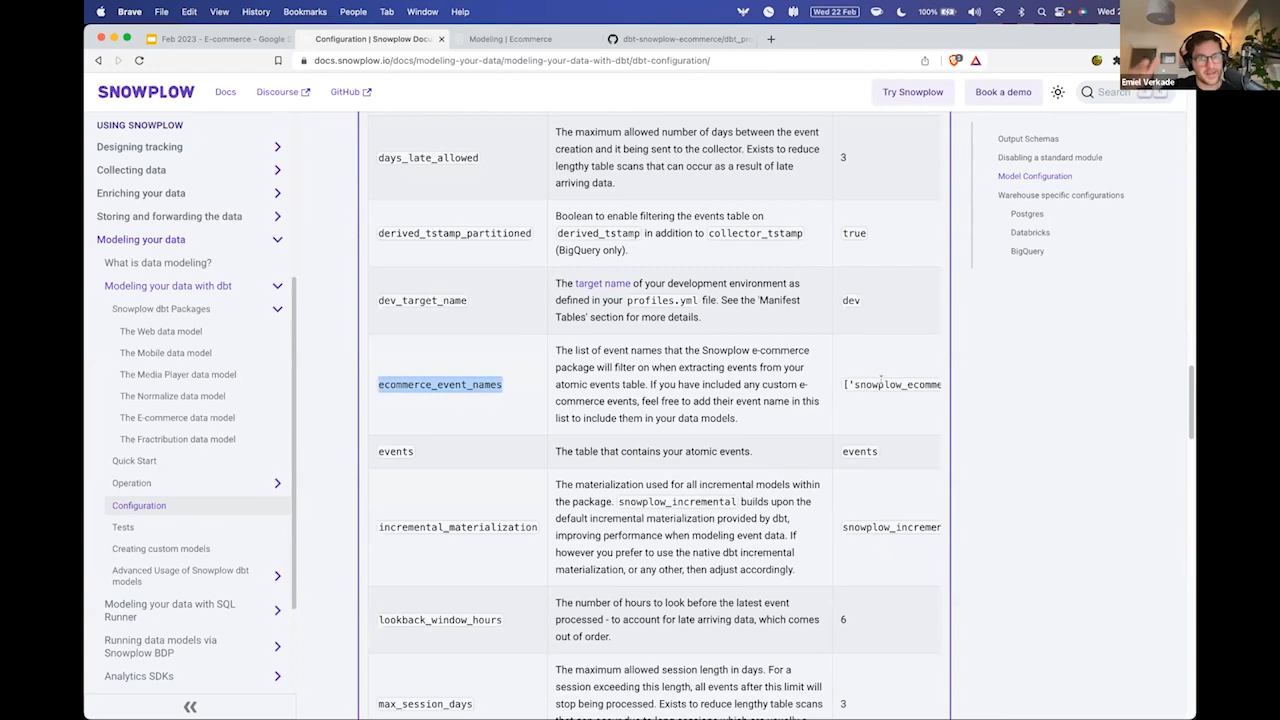 Brave File Edit View History Bookmarks People Tab Window Help
Wed 22 Feb
100%
Wed 2
Feb 2023 - E-commerce - Google S
Configuration | Snowplow Docu
Modeling | Ecommerce
dbt-snowplow-ecommerce/dbt_pro
docs.snowplow.io/docs/modeling-your-data/modeling-your-data-with-dbt/dbt-configuration/
Emiel Verkade
SNOWPLOW
Docs
Discourse
GitHub
Try Snowplow
Book a demo
Search
USING SNOWPLOW
Designing tracking
Collecting data
Enriching your data
Storing and forwarding the data
Modeling your data
What is data modeling?
Modeling your data with dbt
Snowplow dbt Packages
The Web data model
The Mobile data model
The Media Player data model
The Normalize data model
The E-commerce data model
The Fractribution data model
Quick Start
Operation
Configuration
Tests
Creating custom models
Advanced Usage of Snowplow dbt
models
Modeling your data with SQL
Runner
Running data models via
Snowplow BDP
Analytics SDKs
days_late_allowed
The maximum allowed number of days between the event
creation and it being sent to the collector. Exists to reduce
lengthy table scans that can occur as a result of late
arriving data.
3
derived_tstamp_partitioned
Boolean to enable filtering the events table on
derived_tstamp in addition to collector_tstamp
(BigQuery only).
true
dev_target_name
The target name of your development environment as
defined in your profiles.yml file. See the 'Manifest
Tables' section for more details.
dev
ecommerce_event_names
The list of event names that the Snowplow e-commerce
package will filter on when extracting events from your
atomic events table. If you have included any custom e-
commerce events, feel free to add their event name in this
list to include them in your data models.
['snowplow_ecomme
events
The table that contains your atomic events.
events
incremental_materialization
The materialization used for all incremental models within
the package. snowplow_incremental builds upon the
default incremental materialization provided by dbt,
improving performance when modeling event data. If
however you prefer to use the native dbt incremental
materialization, or any other, then adjust accordingly.
snowplow_incremen
lookback_window_hours
The number of hours to look before the latest event
processed - to account for late arriving data, which comes
out of order.
6
max_session_days
The maximum allowed session length in days. For a
session exceeding this length, all events after this limit will
stop being processed. Exists to reduce lengthy table scans
3
Output Schemas
Disabling a standard module
Model Configuration
Warehouse specific configurations
Postgres
Databricks
BigQuery